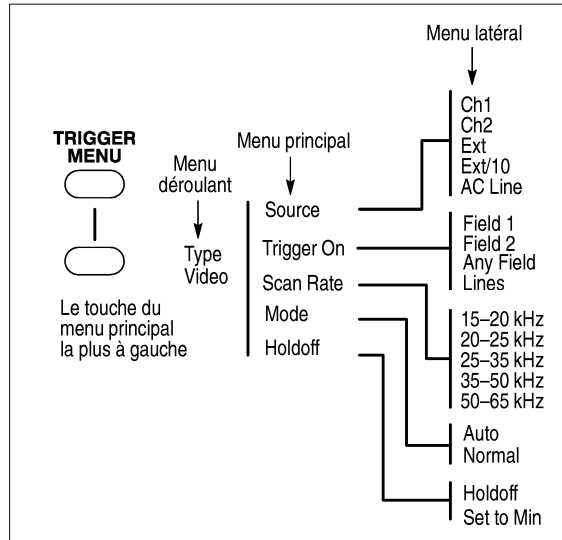 Menu latéral
TRIGGER
MENU
Le touche du
menu principal
la plus à gauche
Menu
déroulant
Type
Video
Menu principal
Source
Trigger On
Scan Rate
Mode
Holdoff
Ch1
Ch2
Ext
Ext/10
AC Line
Field 1
Field 2
Any Field
Lines
15–20 kHz
20–25 kHz
25–35 kHz
35–50 kHz
50–65 kHz
Auto
Normal
Holdoff
Set to Min